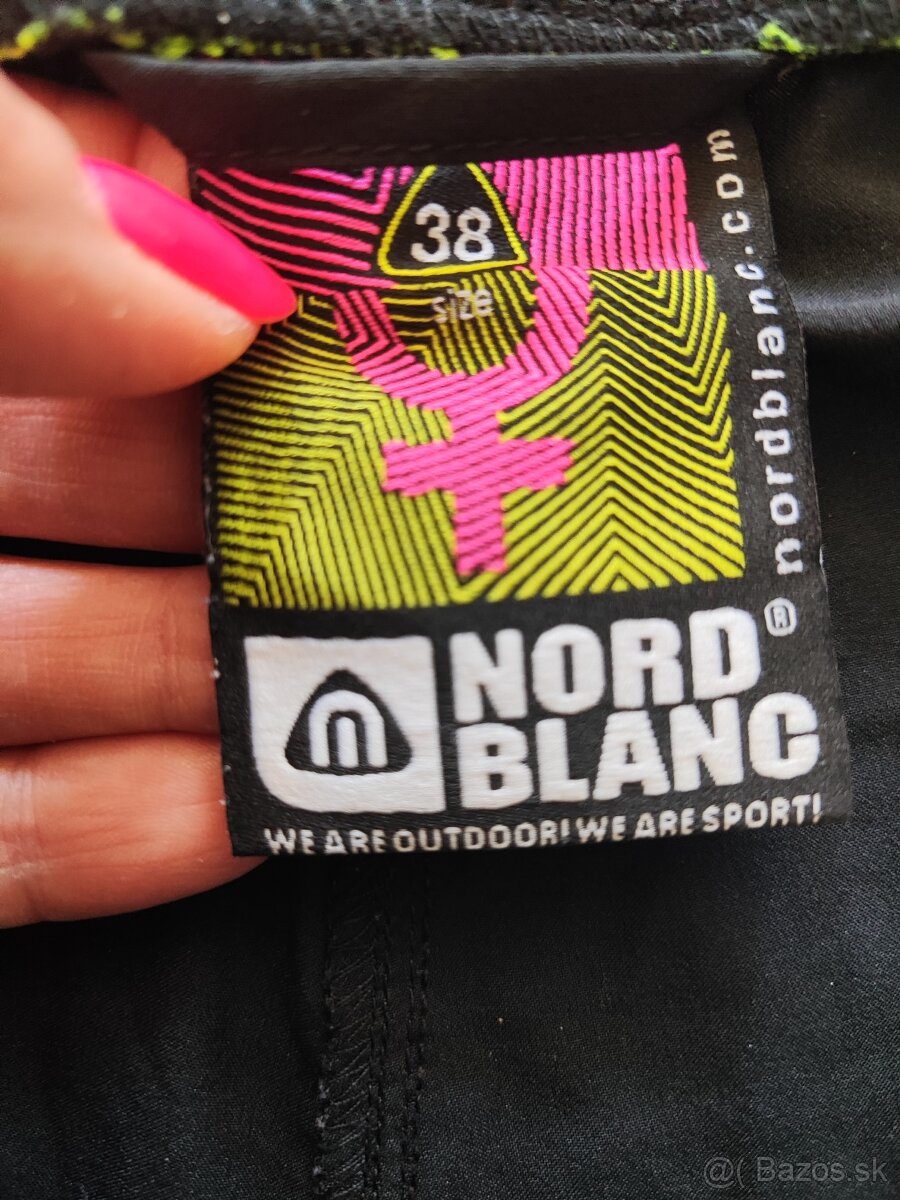 38
size
nordblanc.com
NORD®
BLANC
WE ARE OUTDOOR! WE ARE SPORT!
@( Bazos.sk